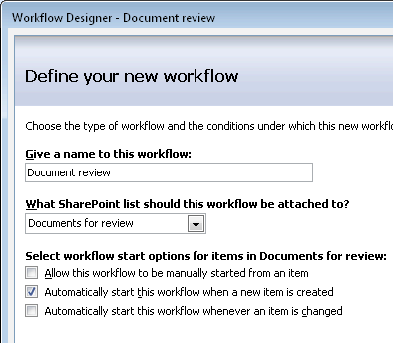 Workflow Designer - Document review
Define your new workflow
Choose the type of workflow and the conditions under which this new workflo
Give a name to this workflow:
Document review
What SharePoint list should this workflow be attached to?
Documents for review
Select workflow start options for items in Documents for review:
Allow this workflow to be manually started from an item
Automatically start this workflow when a new item is created
Automatically start this workflow whenever an item is changed